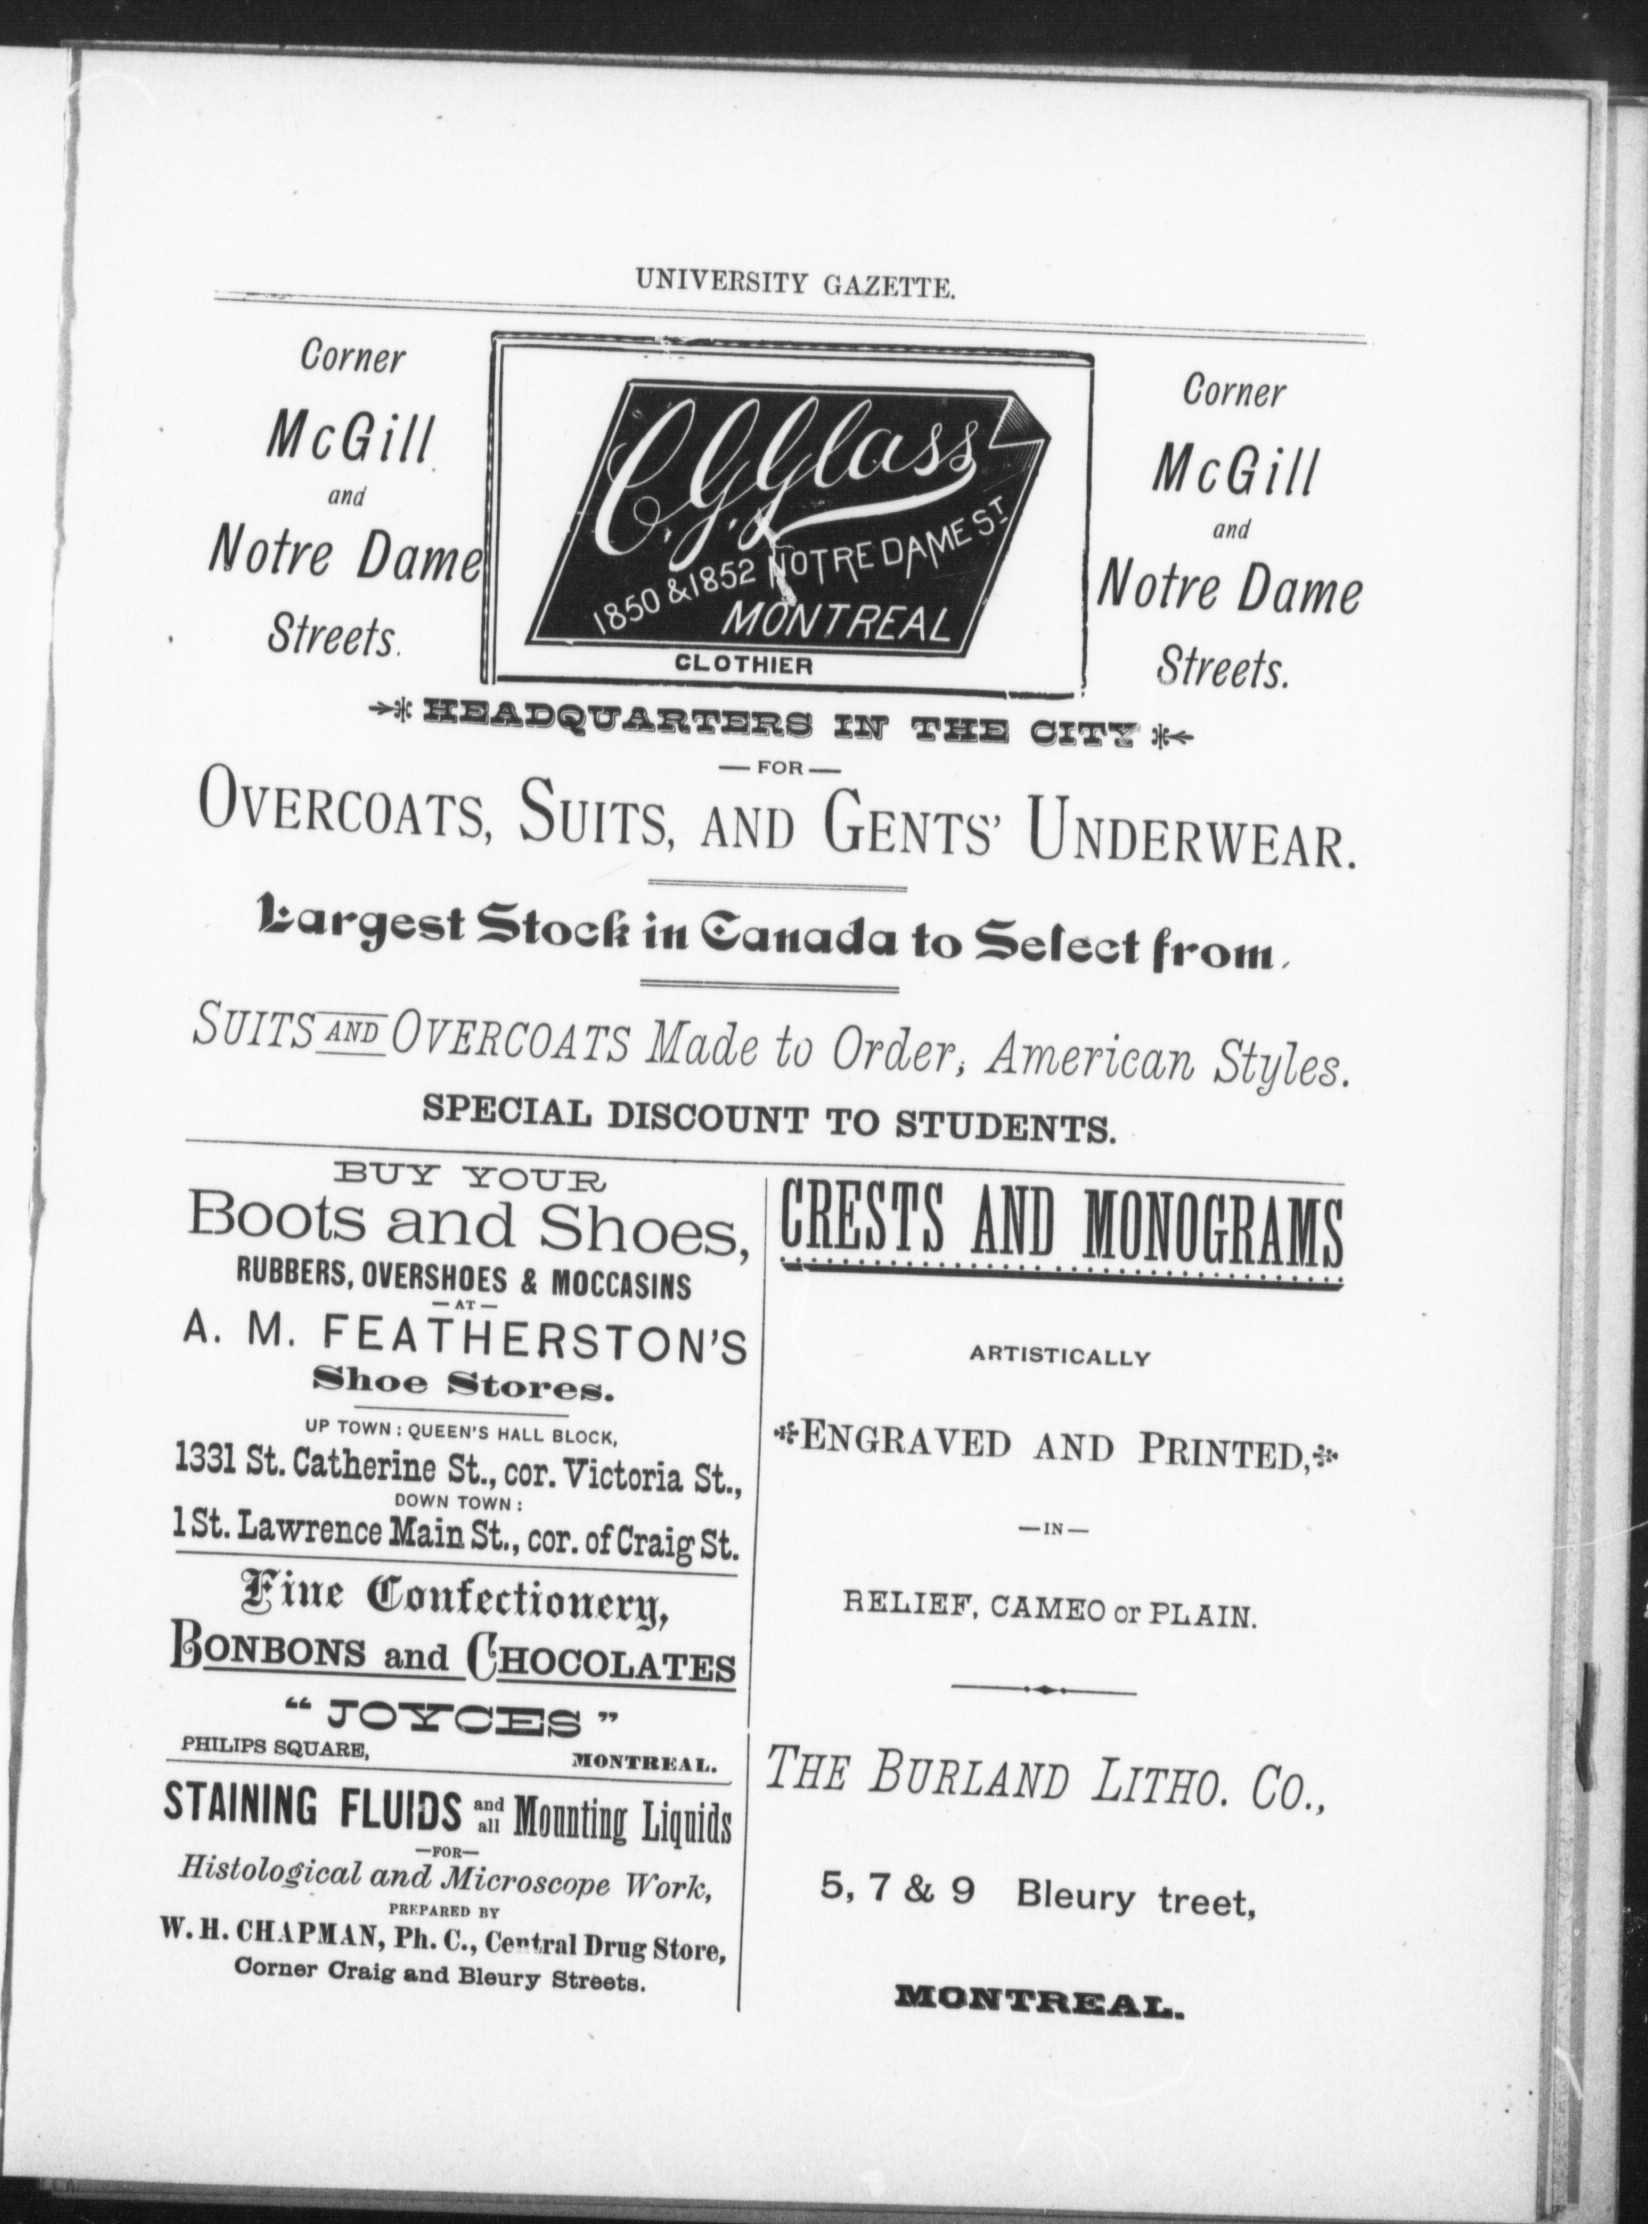 UNIVERSITY GAZETTE.
Corner
McGill
and
Notre Dame
Streets.
C. G. Glass
1850 & 1852 NOTRE DAME ST
MONTREAL
CLOTHIER
Corner
McGill
and
Notre Dame
Streets.
HEADQUARTERS IN THE CITY
—FOR—
OVERCOATS, SUITS, AND GENTS' UNDERWEAR.
Largest Stock in Canada to Select from.
SUITS AND OVERCOATS Made to Order, American Styles.
SPECIAL DISCOUNT TO STUDENTS.
BUY YOUR
Boots and Shoes,
RUBBERS, OVERSHOES & MOCCASINS
—AT—
A. M. FEATHERSTON'S
Shoe Stores.
UP TOWN: QUEEN'S HALL BLOCK,
1331 St. Catherine St., cor. Victoria St.,
DOWN TOWN:
1 St. Lawrence Main St., cor. of Craig St.
Fine Confectionery,
BONBONS and CHOCOLATES
"JOYCES"
PHILIPS SQUARE, MONTREAL.
STAINING FLUIDS and all Mounting Liquids
—FOR—
Histological and Microscope Work,
PREPARED BY
W. H. CHAPMAN, Ph. C., Central Drug Store,
Corner Craig and Bleury Streets.
CRESTS AND MONOGRAMS
ARTISTICALLY
ENGRAVED AND PRINTED,
—IN—
RELIEF, CAMEO or PLAIN.
THE BURLAND LITHO. CO.,
5, 7 & 9 Bleury treet,
MONTREAL.